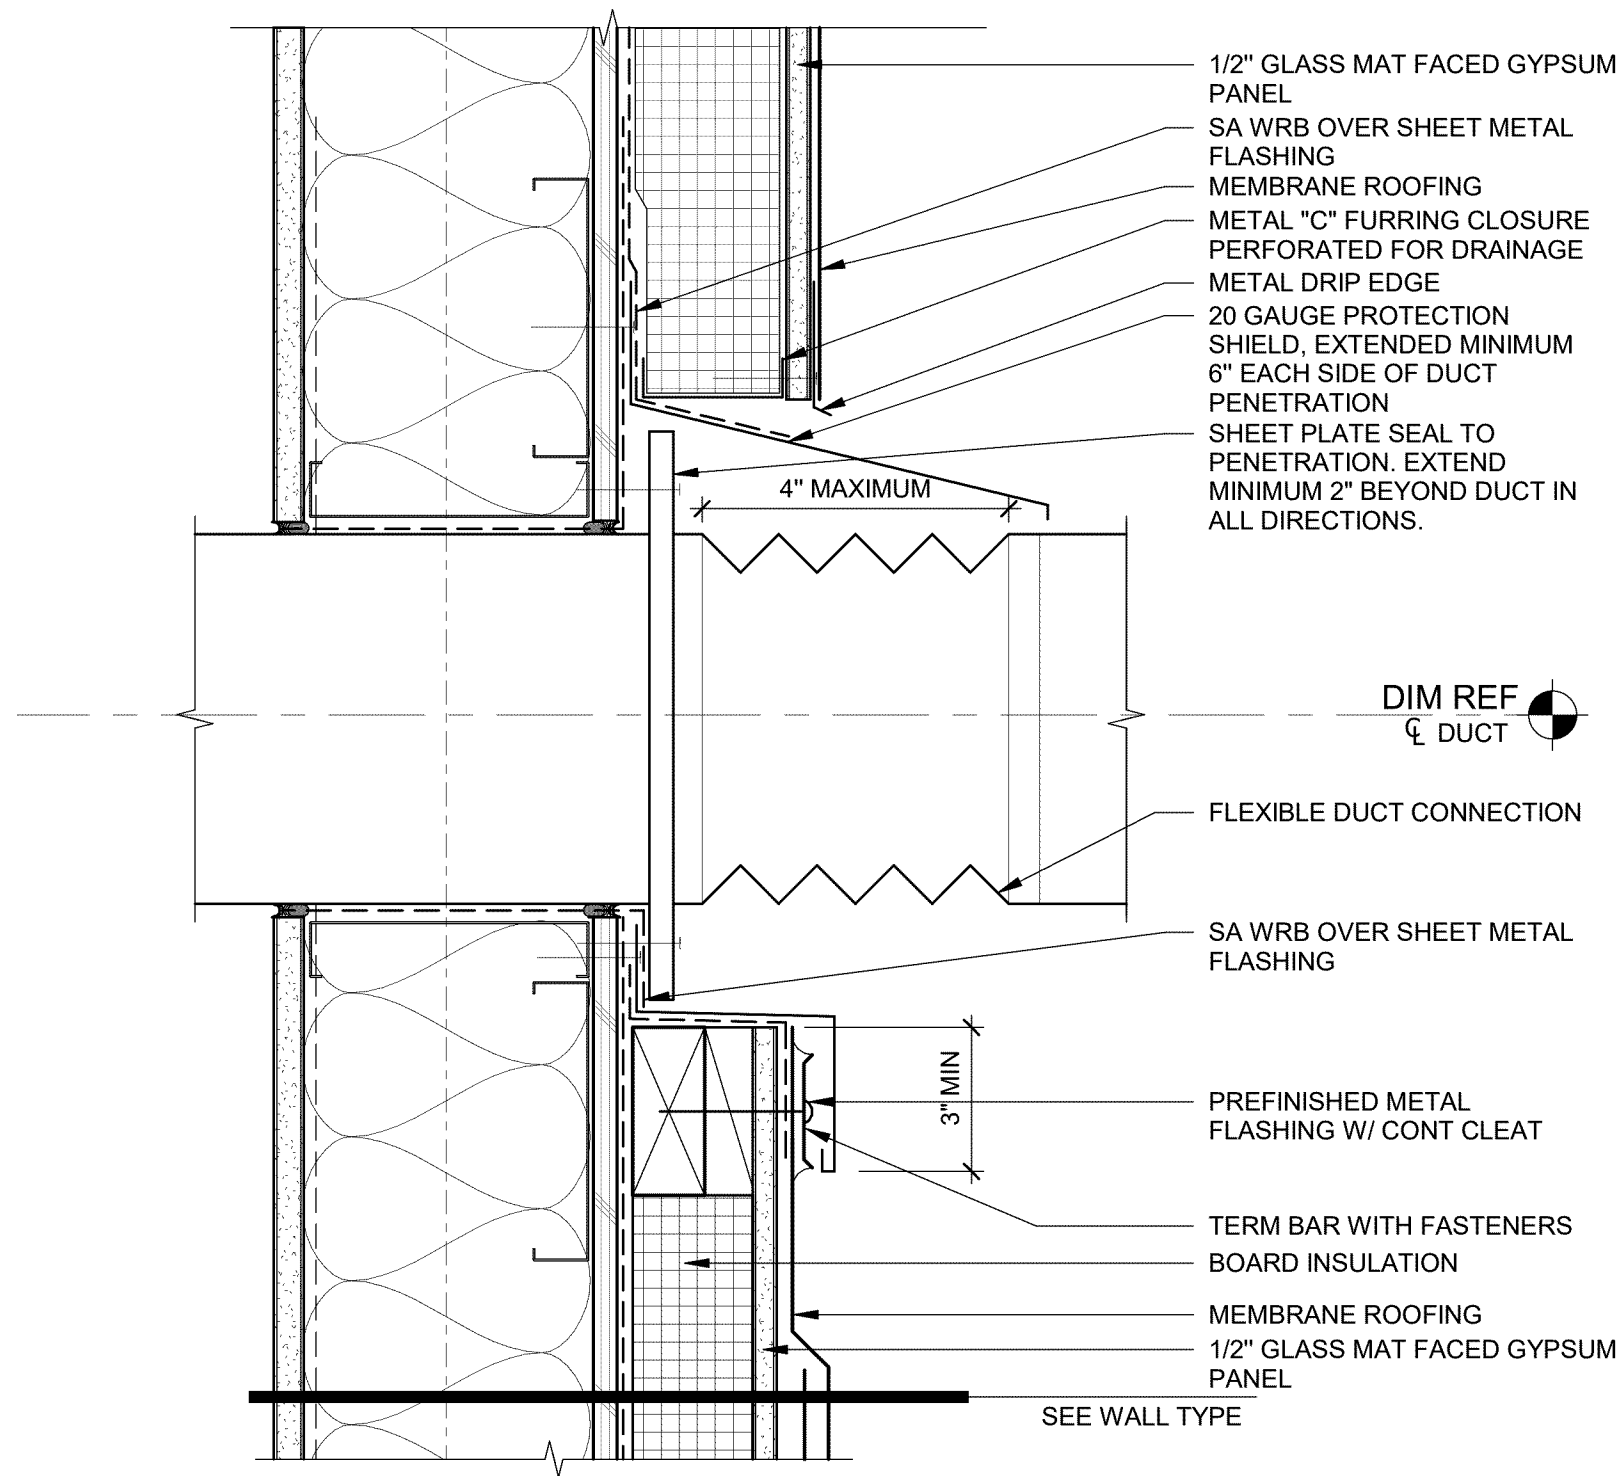 1/2" GLASS MAT FACED GYPSUM
PANEL
SA WRB OVER SHEET METAL
FLASHING
MEMBRANE ROOFING
METAL "C" FURRING CLOSURE
PERFORATED FOR DRAINAGE
METAL DRIP EDGE
20 GAUGE PROTECTION
SHIELD, EXTENDED MINIMUM
6" EACH SIDE OF DUCT
PENETRATION
SHEET PLATE SEAL TO
PENETRATION. EXTEND
MINIMUM 2" BEYOND DUCT IN
ALL DIRECTIONS.
4" MAXIMUM
DIM REF
℄ DUCT
FLEXIBLE DUCT CONNECTION
SA WRB OVER SHEET METAL
FLASHING
3" MIN
PREFINISHED METAL
FLASHING W/ CONT CLEAT
TERM BAR WITH FASTENERS
BOARD INSULATION
MEMBRANE ROOFING
1/2" GLASS MAT FACED GYPSUM
PANEL
SEE WALL TYPE